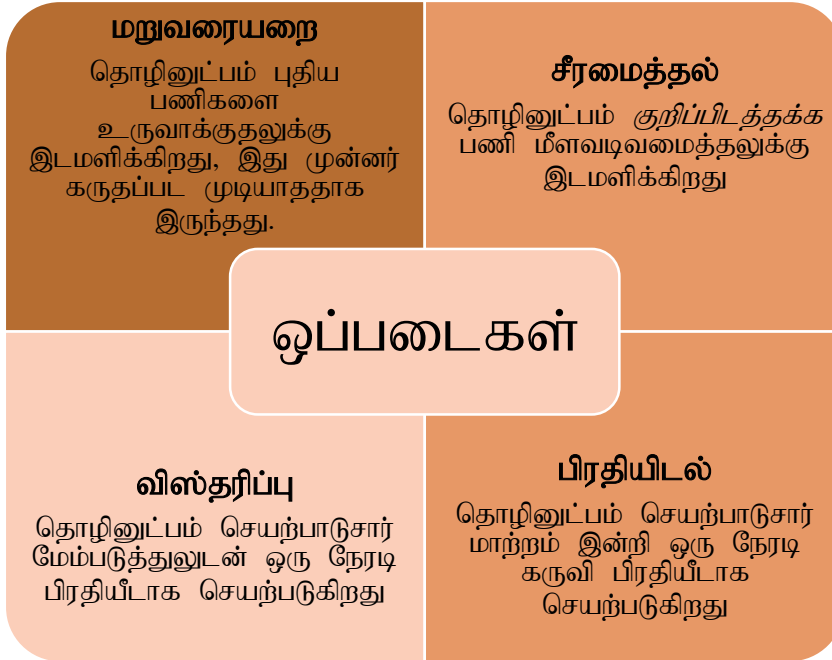 மறுவரையறை
தொழினுட்பம் புதிய
பணிகளை
உருவாக்குதலுக்கு
இடமளிக்கிறது, இது முன்னர்
கருதப்பட முடியாததாக
இருந்தது.
சீரமைத்தல்
தொழினுட்பம் குறிப்பிடத்தக்க
பணி மீளவடிவமைத்தலுக்கு
இடமளிக்கிறது
ஒப்படைகள்
விஸ்தரிப்பு
தொழினுட்பம் செயற்பாடுசார்
மேம்படுத்துலுடன் ஒரு நேரடி
பிரதியீடாக செயற்படுகிறது
பிரதியிடல்
தொழினுட்பம் செயற்பாடுசார்
மாற்றம் இன்றி ஒரு நேரடி
கருவி பிரதியீடாக
செயற்படுகிறது